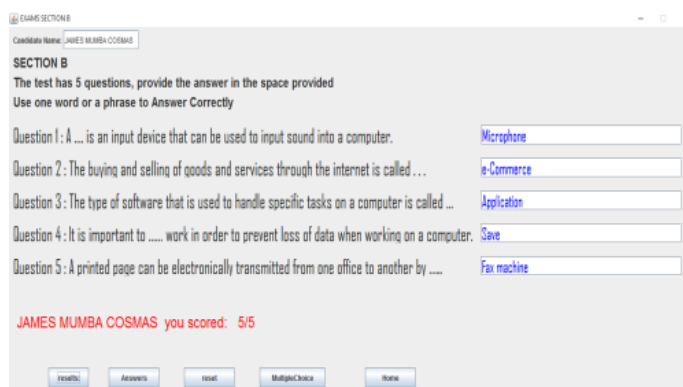 EXAMS SECTION B
Candidate Name: JAMES MUMBA COSMAS
SECTION B
The test has 5 questions, provide the answer in the space provided
Use one word or a phrase to Answer Correctly
Question 1 : A .... is an input device that can be used to input sound into a computer. Microphone
Question 2 : The buying and selling of goods and services through the internet is called . . . e-Commerce
Question 3 : The type of software that is used to handle specific tasks on a computer is called ... Application
Question 4 : It is important to ...... work in order to prevent loss of data when working on a computer. Save
Question 5 : A printed page can be electronically transmitted from one office to another by ...... Fax machine
JAMES MUMBA COSMAS you scored: 5/5
results: Answers reset MultipleChoice Home